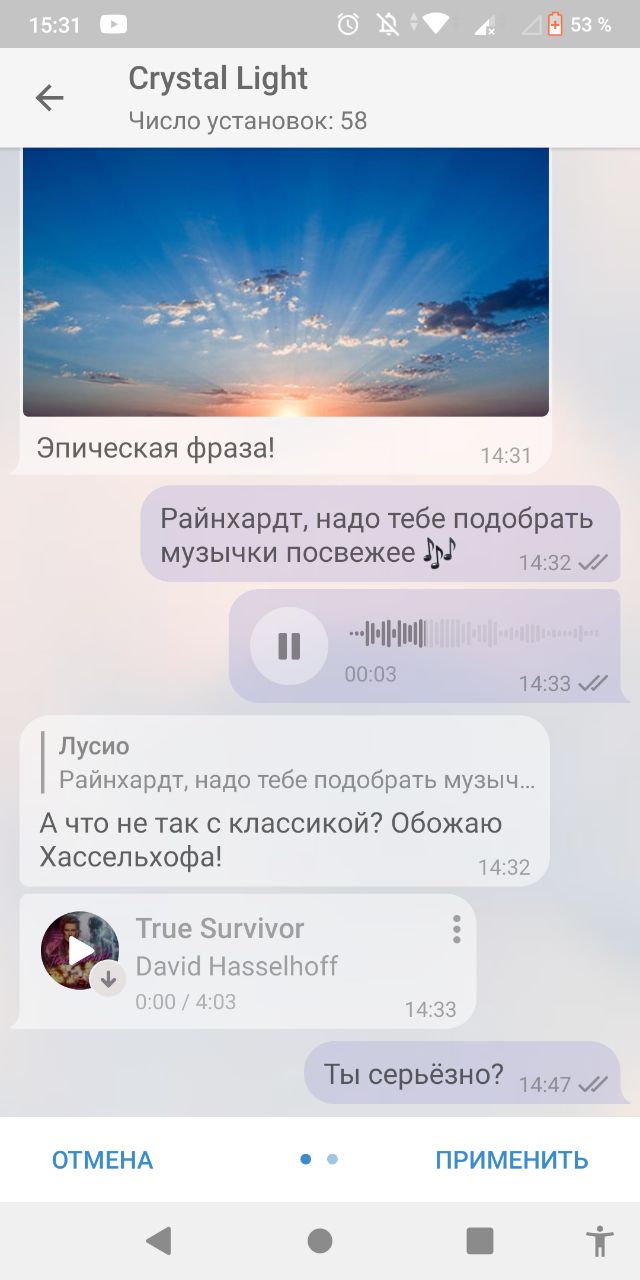 15:31
53 %
Crystal Light
Число установок: 58
Эпическая фраза!
14:31
Райнхардт, надо тебе подобрать
музычки посвежее 🎶
14:32
00:03
14:33
Лусио
Райнхардт, надо тебе подобрать музыч...
А что не так с классикой? Обожаю
Хассельхофа!
14:32
True Survivor
David Hasselhoff
0:00 / 4:03
14:33
Ты серьёзно?
14:47
ОТМЕНА
ПРИМЕНИТЬ